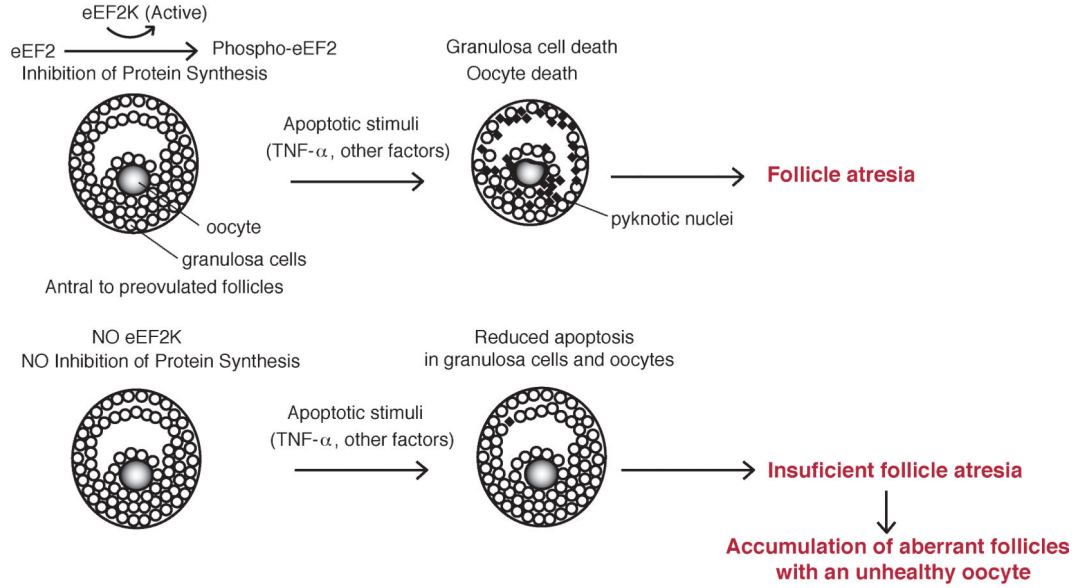 eEF2K (Active)
eEF2
Phospho-eEF2
Inhibition of Protein Synthesis
Apoptotic stimuli
(TNF-α, other factors)
Granulosa cell death
Oocyte death
Follicle atresia
pyknotic nuclei
oocyte
granulosa cells
Antral to preovulated follicles
NO eEF2K
NO Inhibition of Protein Synthesis
Apoptotic stimuli
(TNF-α, other factors)
Reduced apoptosis
in granulosa cells and oocytes
Insuficient follicle atresia
Accumulation of aberrant follicles
with an unhealthy oocyte